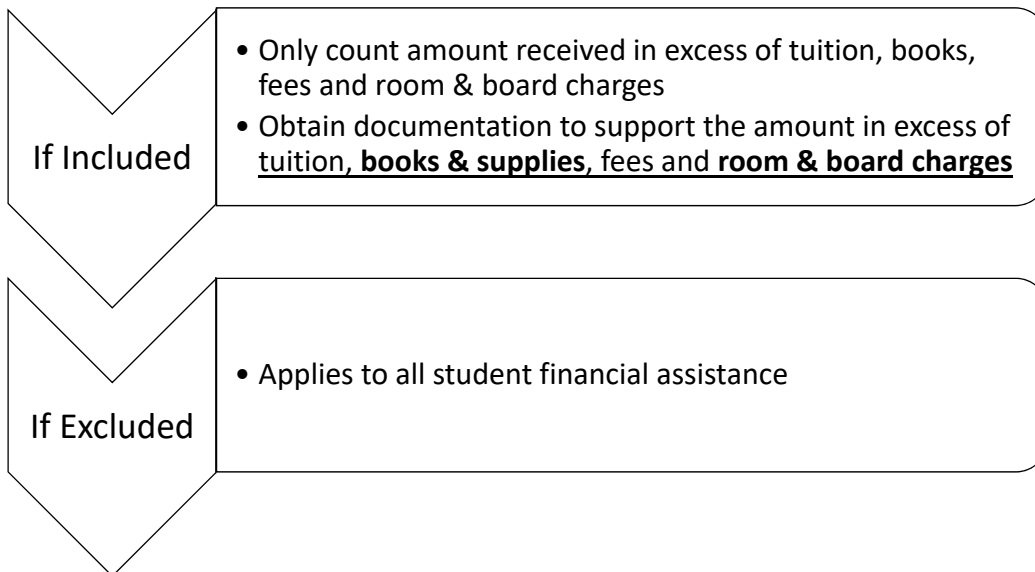 If Included
• Only count amount received in excess of tuition, books,
fees and room & board charges
• Obtain documentation to support the amount in excess of
tuition, books & supplies, fees and room & board charges
If Excluded
• Applies to all student financial assistance